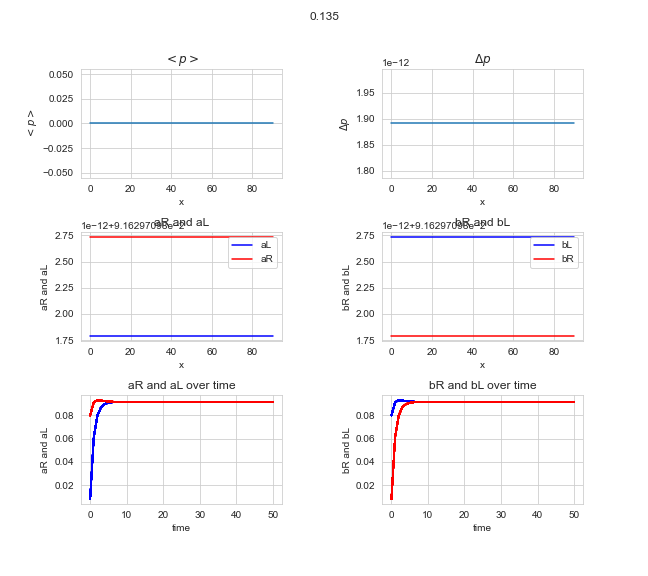 0.135
< p >
Δp
1e−12
0.050
0.025
0.000
−0.025
−0.050
< p >
0 20 40 60 80
x
1.95
1.90
1.85
1.80
Δp
0 20 40 60 80
x
aR and aL
bR and bL
1e−12+9.16297098e−2
1e−12+9.16297098e−2
2.75
2.50
2.25
2.00
1.75
aR and aL
aL
aR
0 20 40 60 80
x
2.75
2.50
2.25
2.00
1.75
bR and bL
bL
bR
0 20 40 60 80
x
aR and aL over time
0.08
0.06
0.04
0.02
aR and aL
0 10 20 30 40 50
time
bR and bL over time
0.08
0.06
0.04
0.02
bR and bL
0 10 20 30 40 50
time